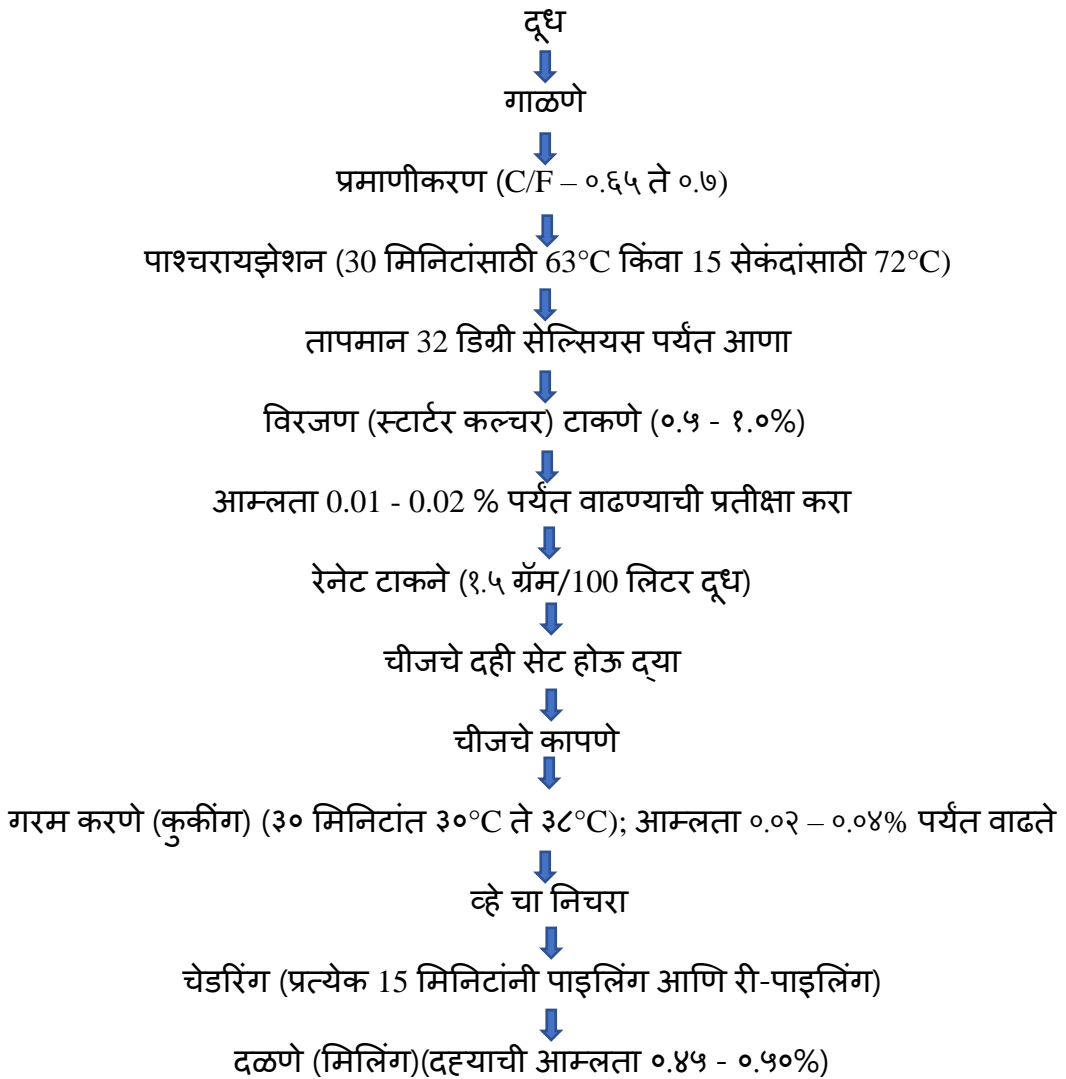 दूध
गाळणे
प्रमाणीकरण (C/F – ०.६५ ते ०.७)
पाश्चरायझेशन (30 मिनिटांसाठी 63°C किंवा 15 सेकंदांसाठी 72°C)
तापमान 32 डिग्री सेल्सियस पर्यंत आणा
विरजण (स्टार्टर कल्चर) टाकणे (०.५ - १.०%)
आम्लता 0.01 - 0.02 % पर्यंत वाढण्याची प्रतीक्षा करा
रेनेट टाकने (१.५ ग्रॅम/100 लिटर दूध)
चीजचे दही सेट होऊ द्या
चीजचे कापणे
गरम करणे (कुकींग) (३० मिनिटांत ३०°C ते ३८°C); आम्लता ०.०२ – ०.०४% पर्यंत वाढते
व्हे चा निचरा
चेडरिंग (प्रत्येक 15 मिनिटांनी पाइलिंग आणि री-पाइलिंग)
दळणे (मिलिंग)(दह्याची आम्लता ०.४५ - ०.५०%)